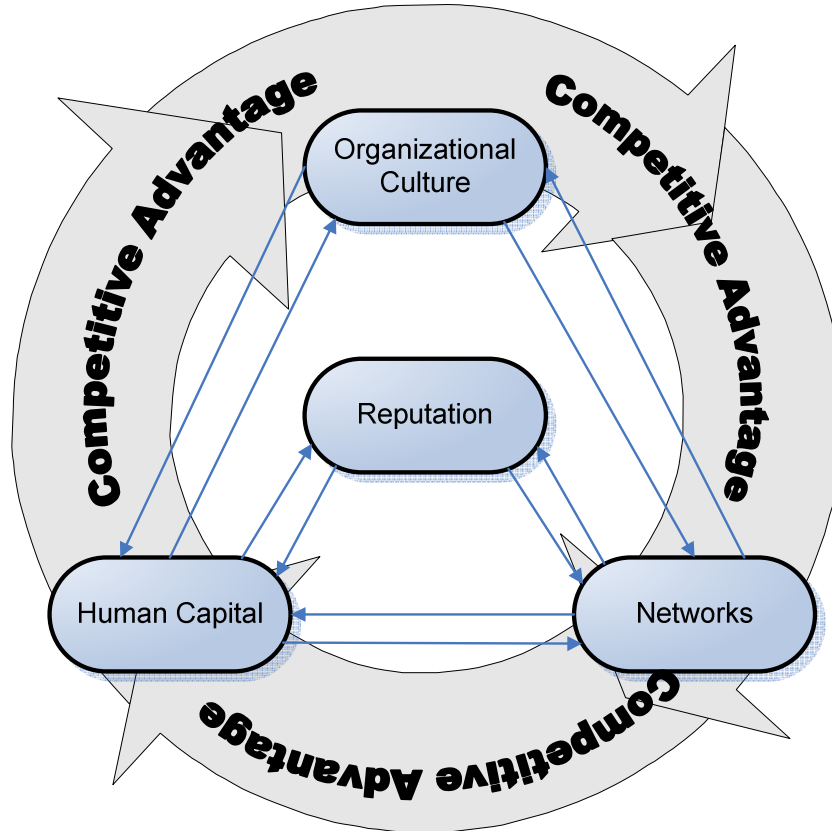 Competitive Advantage
Competitive Advantage
Organizational
Culture
Reputation
Human Capital
Networks
Competitive Advantage